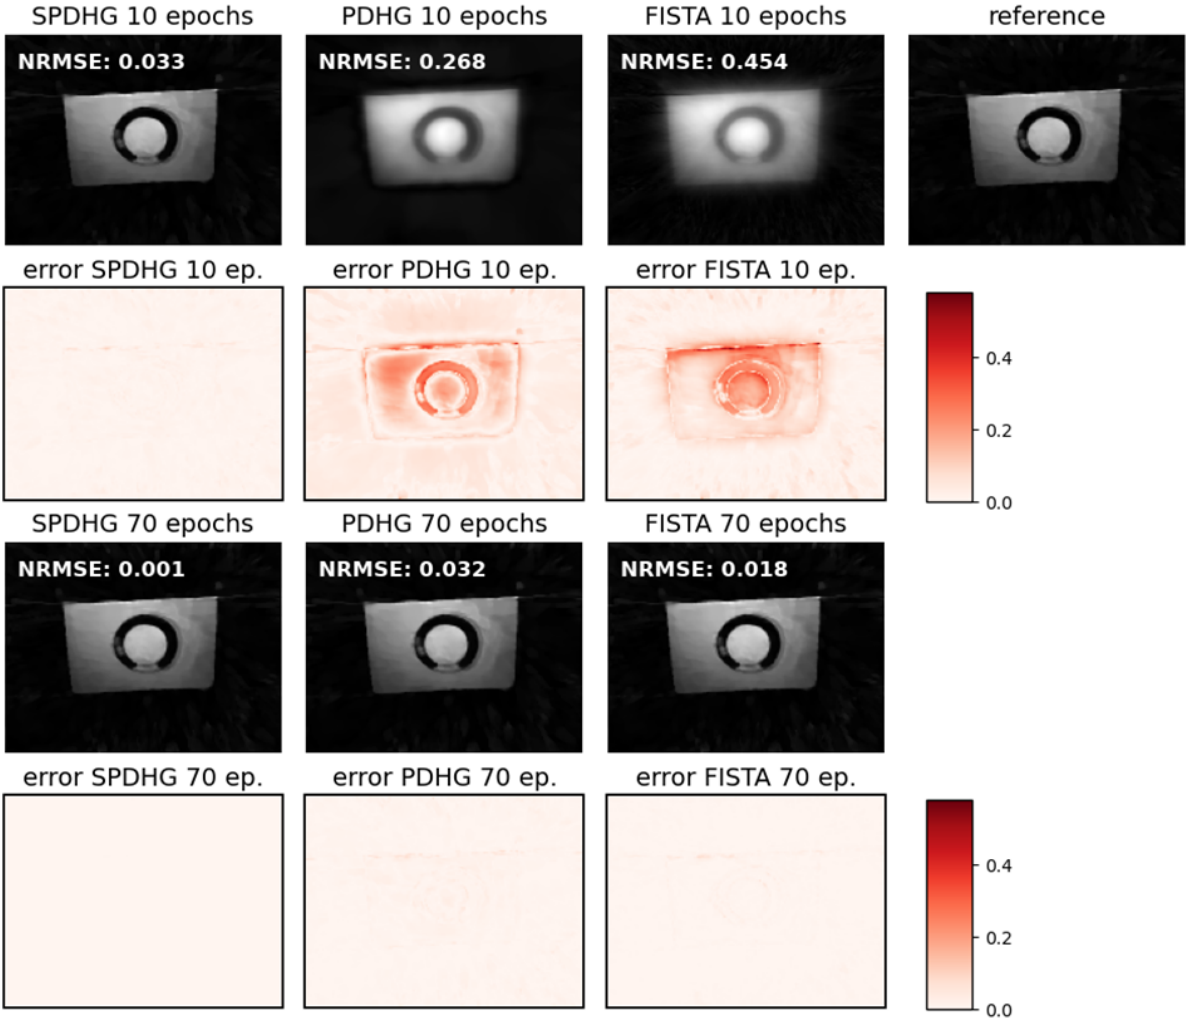 SPDHG 10 epochs
PDHG 10 epochs
FISTA 10 epochs
reference
NRMSE: 0.033
NRMSE: 0.268
NRMSE: 0.454
error SPDHG 10 ep.
error PDHG 10 ep.
error FISTA 10 ep.
0.4
0.2
0.0
SPDHG 70 epochs
PDHG 70 epochs
FISTA 70 epochs
NRMSE: 0.001
NRMSE: 0.032
NRMSE: 0.018
error SPDHG 70 ep.
error PDHG 70 ep.
error FISTA 70 ep.
0.4
0.2
0.0